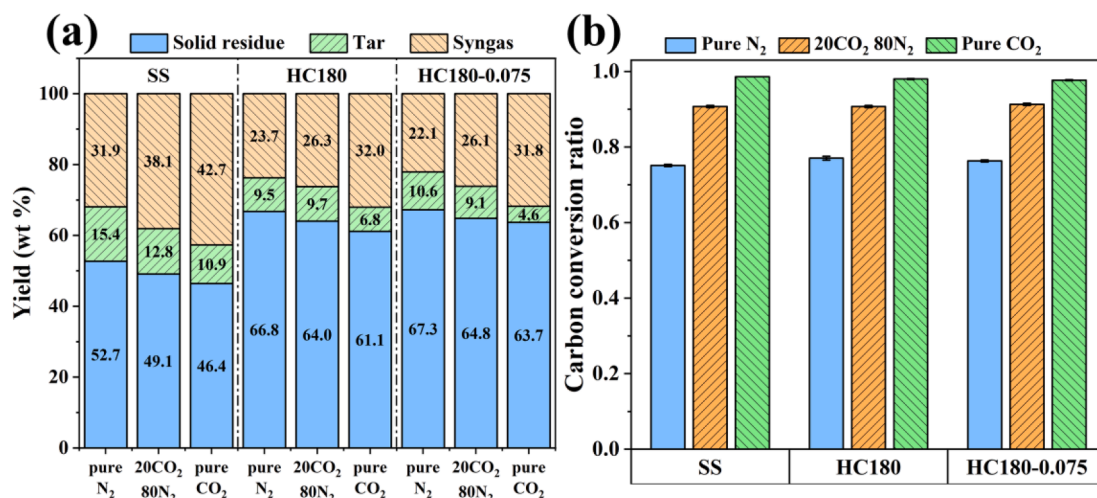 (a)
Solid residue Tar Syngas
SS HC180 HC180-0.075
Yield (wt %)
100
80
60
40
20
0
31.9 38.1 42.7 23.7 26.3 32.0 22.1 26.1 31.8
15.4 12.8 10.9 9.5 9.7 6.8 10.6 9.1 4.6
52.7 49.1 46.4 66.8 64.0 61.1 67.3 64.8 63.7
pure 20CO₂ pure pure 20CO₂ pure pure 20CO₂ pure
N₂ 80N₂ CO₂ N₂ 80N₂ CO₂ N₂ 80N₂ CO₂
(b)
Pure N₂ 20CO₂ 80N₂ Pure CO₂
Carbon conversion ratio
1.0
0.8
0.6
0.4
0.2
0.0
SS HC180 HC180-0.075